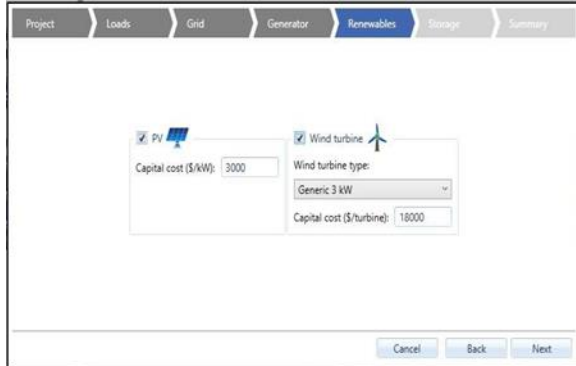 Project Loads Grid Generator Renewables Storage Summary
PV Wind turbine
Capital cost ($/kW): 3000 Wind turbine type:
Generic 3 kW
Capital cost ($/turbine): 18000
Cancel Back Next